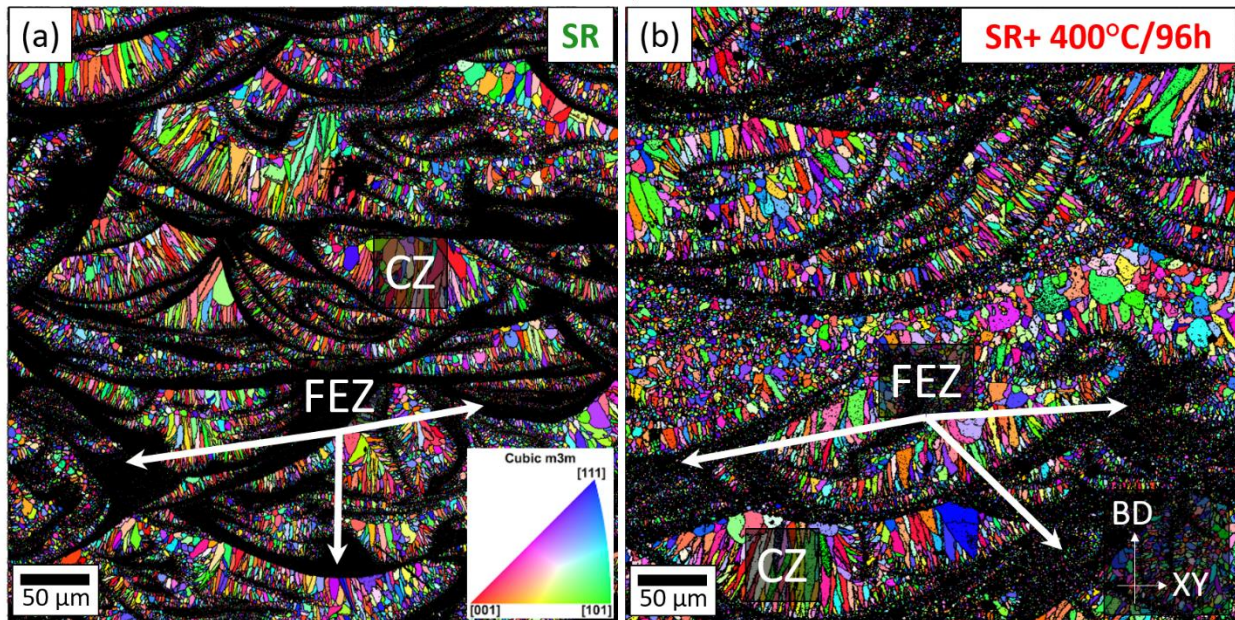 (a)
SR
CZ
FEZ
Cubic m3m
[111]
[001]
[101]
50 µm
(b)
SR+ 400°C/96h
FEZ
CZ
BD
XY
50 µm